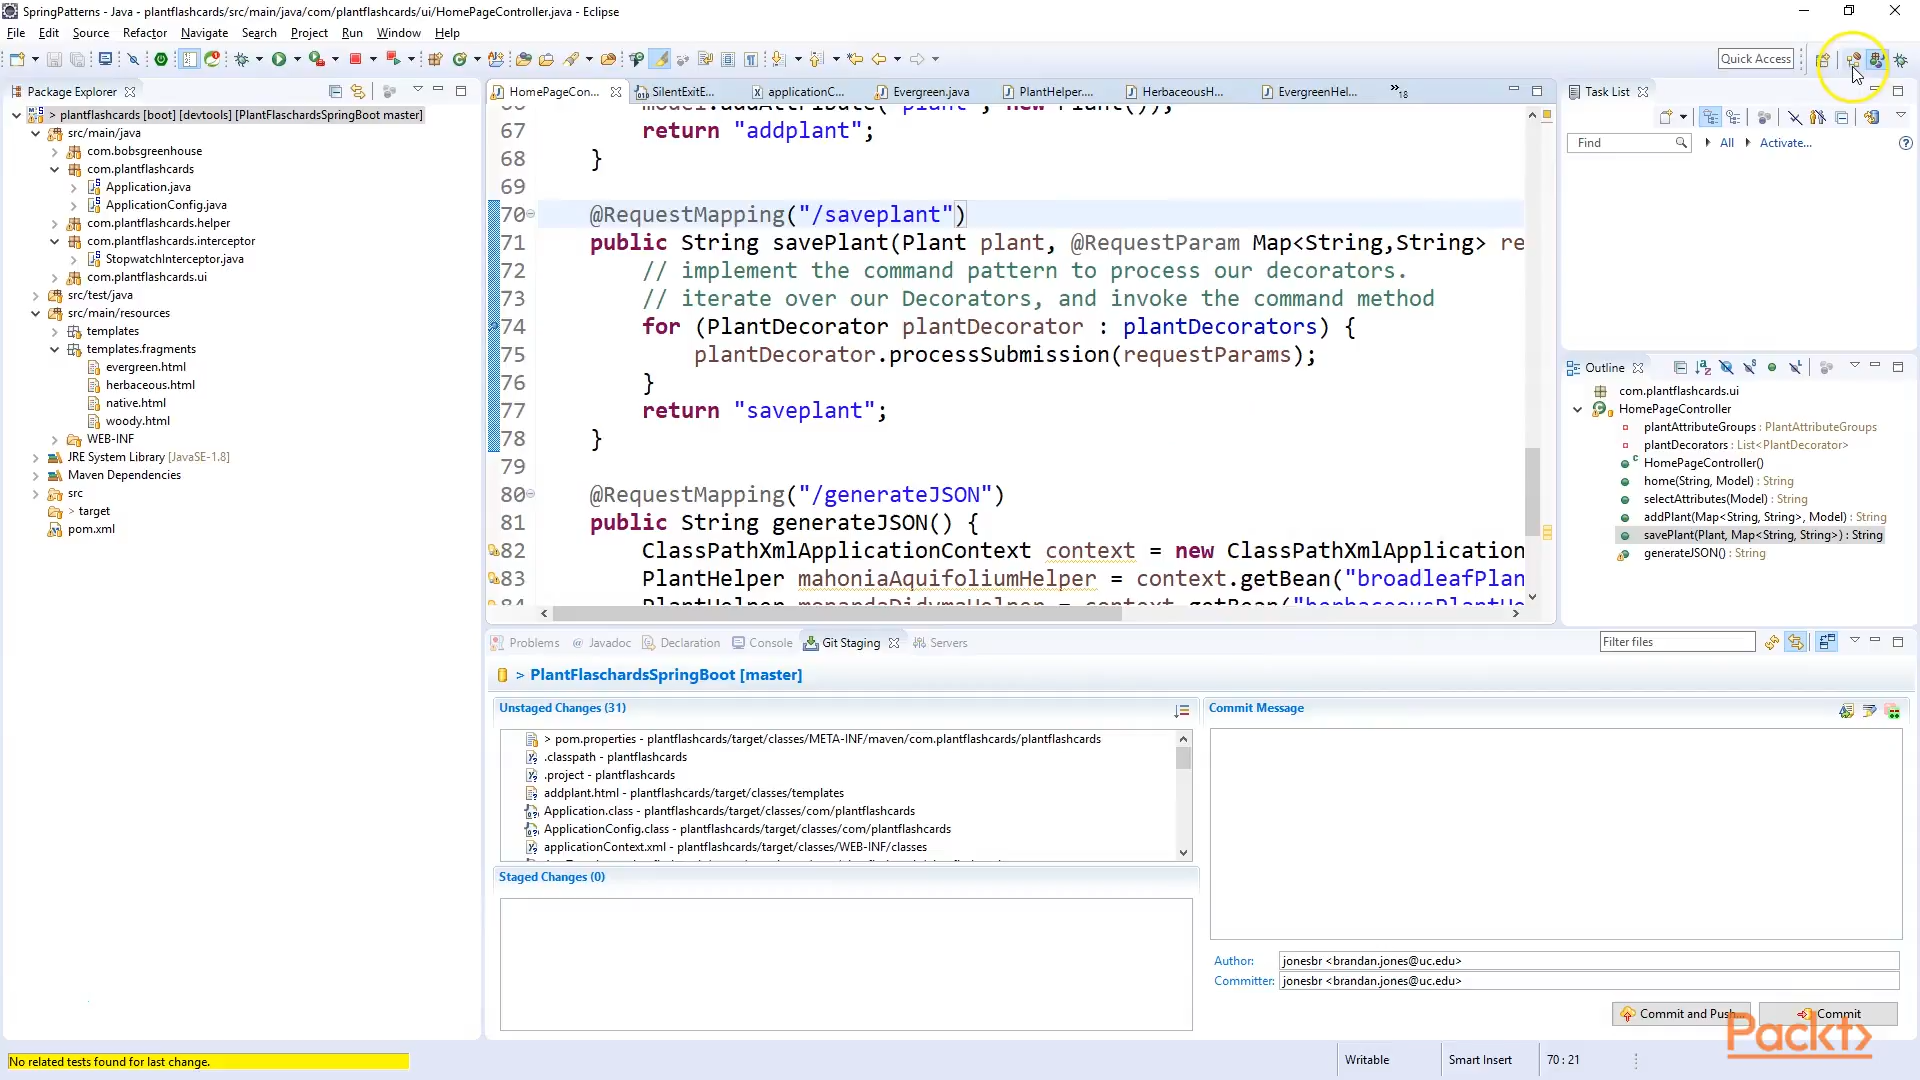 SpringPatterns - Java - plantflashcards/src/main/java/com/plantflashcards/ui/HomePageController.java - Eclipse
File Edit Source Refactor Navigate Search Project Run Window Help
Quick Access
Package Explorer
> plantflashcards [boot] [devtools] [PlantFlaschardsSpringBoot master]
src/main/java
com.bobsgreenhouse
com.plantflashcards
Application.java
ApplicationConfig.java
com.plantflashcards.helper
com.plantflashcards.interceptor
StopwatchInterceptor.java
com.plantflashcards.ui
src/test/java
src/main/resources
templates
templates.fragments
evergreen.html
herbaceous.html
native.html
woody.html
WEB-INF
JRE System Library [JavaSE-1.8]
Maven Dependencies
src
> target
pom.xml
HomePageCon... SilentExitE... applicationC... Evergreen.java PlantHelper.... HerbaceousH... EvergreenHel... »18
67 return "addplant";
68 }
69
70 @RequestMapping("/saveplant")
71 public String savePlant(Plant plant, @RequestParam Map<String,String> re
72 // implement the command pattern to process our decorators.
73 // iterate over our Decorators, and invoke the command method
74 for (PlantDecorator plantDecorator : plantDecorators) {
75 plantDecorator.processSubmission(requestParams);
76 }
77 return "saveplant";
78 }
79
80 @RequestMapping("/generateJSON")
81 public String generateJSON() {
82 ClassPathXmlApplicationContext context = new ClassPathXmlApplication
83 PlantHelper mahoniaAquifoliumHelper = context.getBean("broadleafPlan
Task List
Find All Activate...
Outline
com.plantflashcards.ui
HomePageController
plantAttributeGroups : PlantAttributeGroups
plantDecorators : List<PlantDecorator>
HomePageController()
home(String, Model) : String
selectAttributes(Model) : String
addPlant(Map<String, String>, Model) : String
savePlant(Plant, Map<String, String>) : String
generateJSON() : String
Problems @ Javadoc Declaration Console Git Staging Servers
Filter files
> PlantFlaschardsSpringBoot [master]
Unstaged Changes (31)
> pom.properties - plantflashcards/target/classes/META-INF/maven/com.plantflashcards/plantflashcards
.classpath - plantflashcards
.project - plantflashcards
addplant.html - plantflashcards/target/classes/templates
Application.class - plantflashcards/target/classes/com/plantflashcards
ApplicationConfig.class - plantflashcards/target/classes/com/plantflashcards
applicationContext.xml - plantflashcards/target/classes/WEB-INF/classes
Staged Changes (0)
Commit Message
Author: jonesbr <brandan.jones@uc.edu>
Committer: jonesbr <brandan.jones@uc.edu>
Commit and Push... Commit
Packt>
No related tests found for last change.
Writable Smart Insert 70 : 21